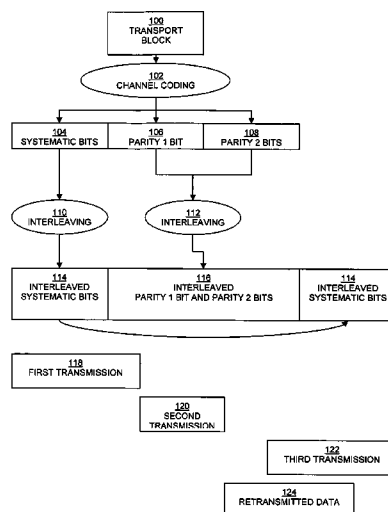 100
TRANSPORT
BLOCK
102
CHANNEL CODING
104
SYSTEMATIC BITS
106
PARITY 1 BIT
108
PARITY 2 BITS
110
INTERLEAVING
112
INTERLEAVING
114
INTERLEAVED
SYSTEMATIC BITS
116
INTERLEAVED
PARITY 1 BIT AND PARITY 2 BITS
114
INTERLEAVED
SYSTEMATIC BITS
118
FIRST TRANSMISSION
120
SECOND
TRANSMISSION
122
THIRD TRANSMISSION
124
RETRANSMITTED DATA